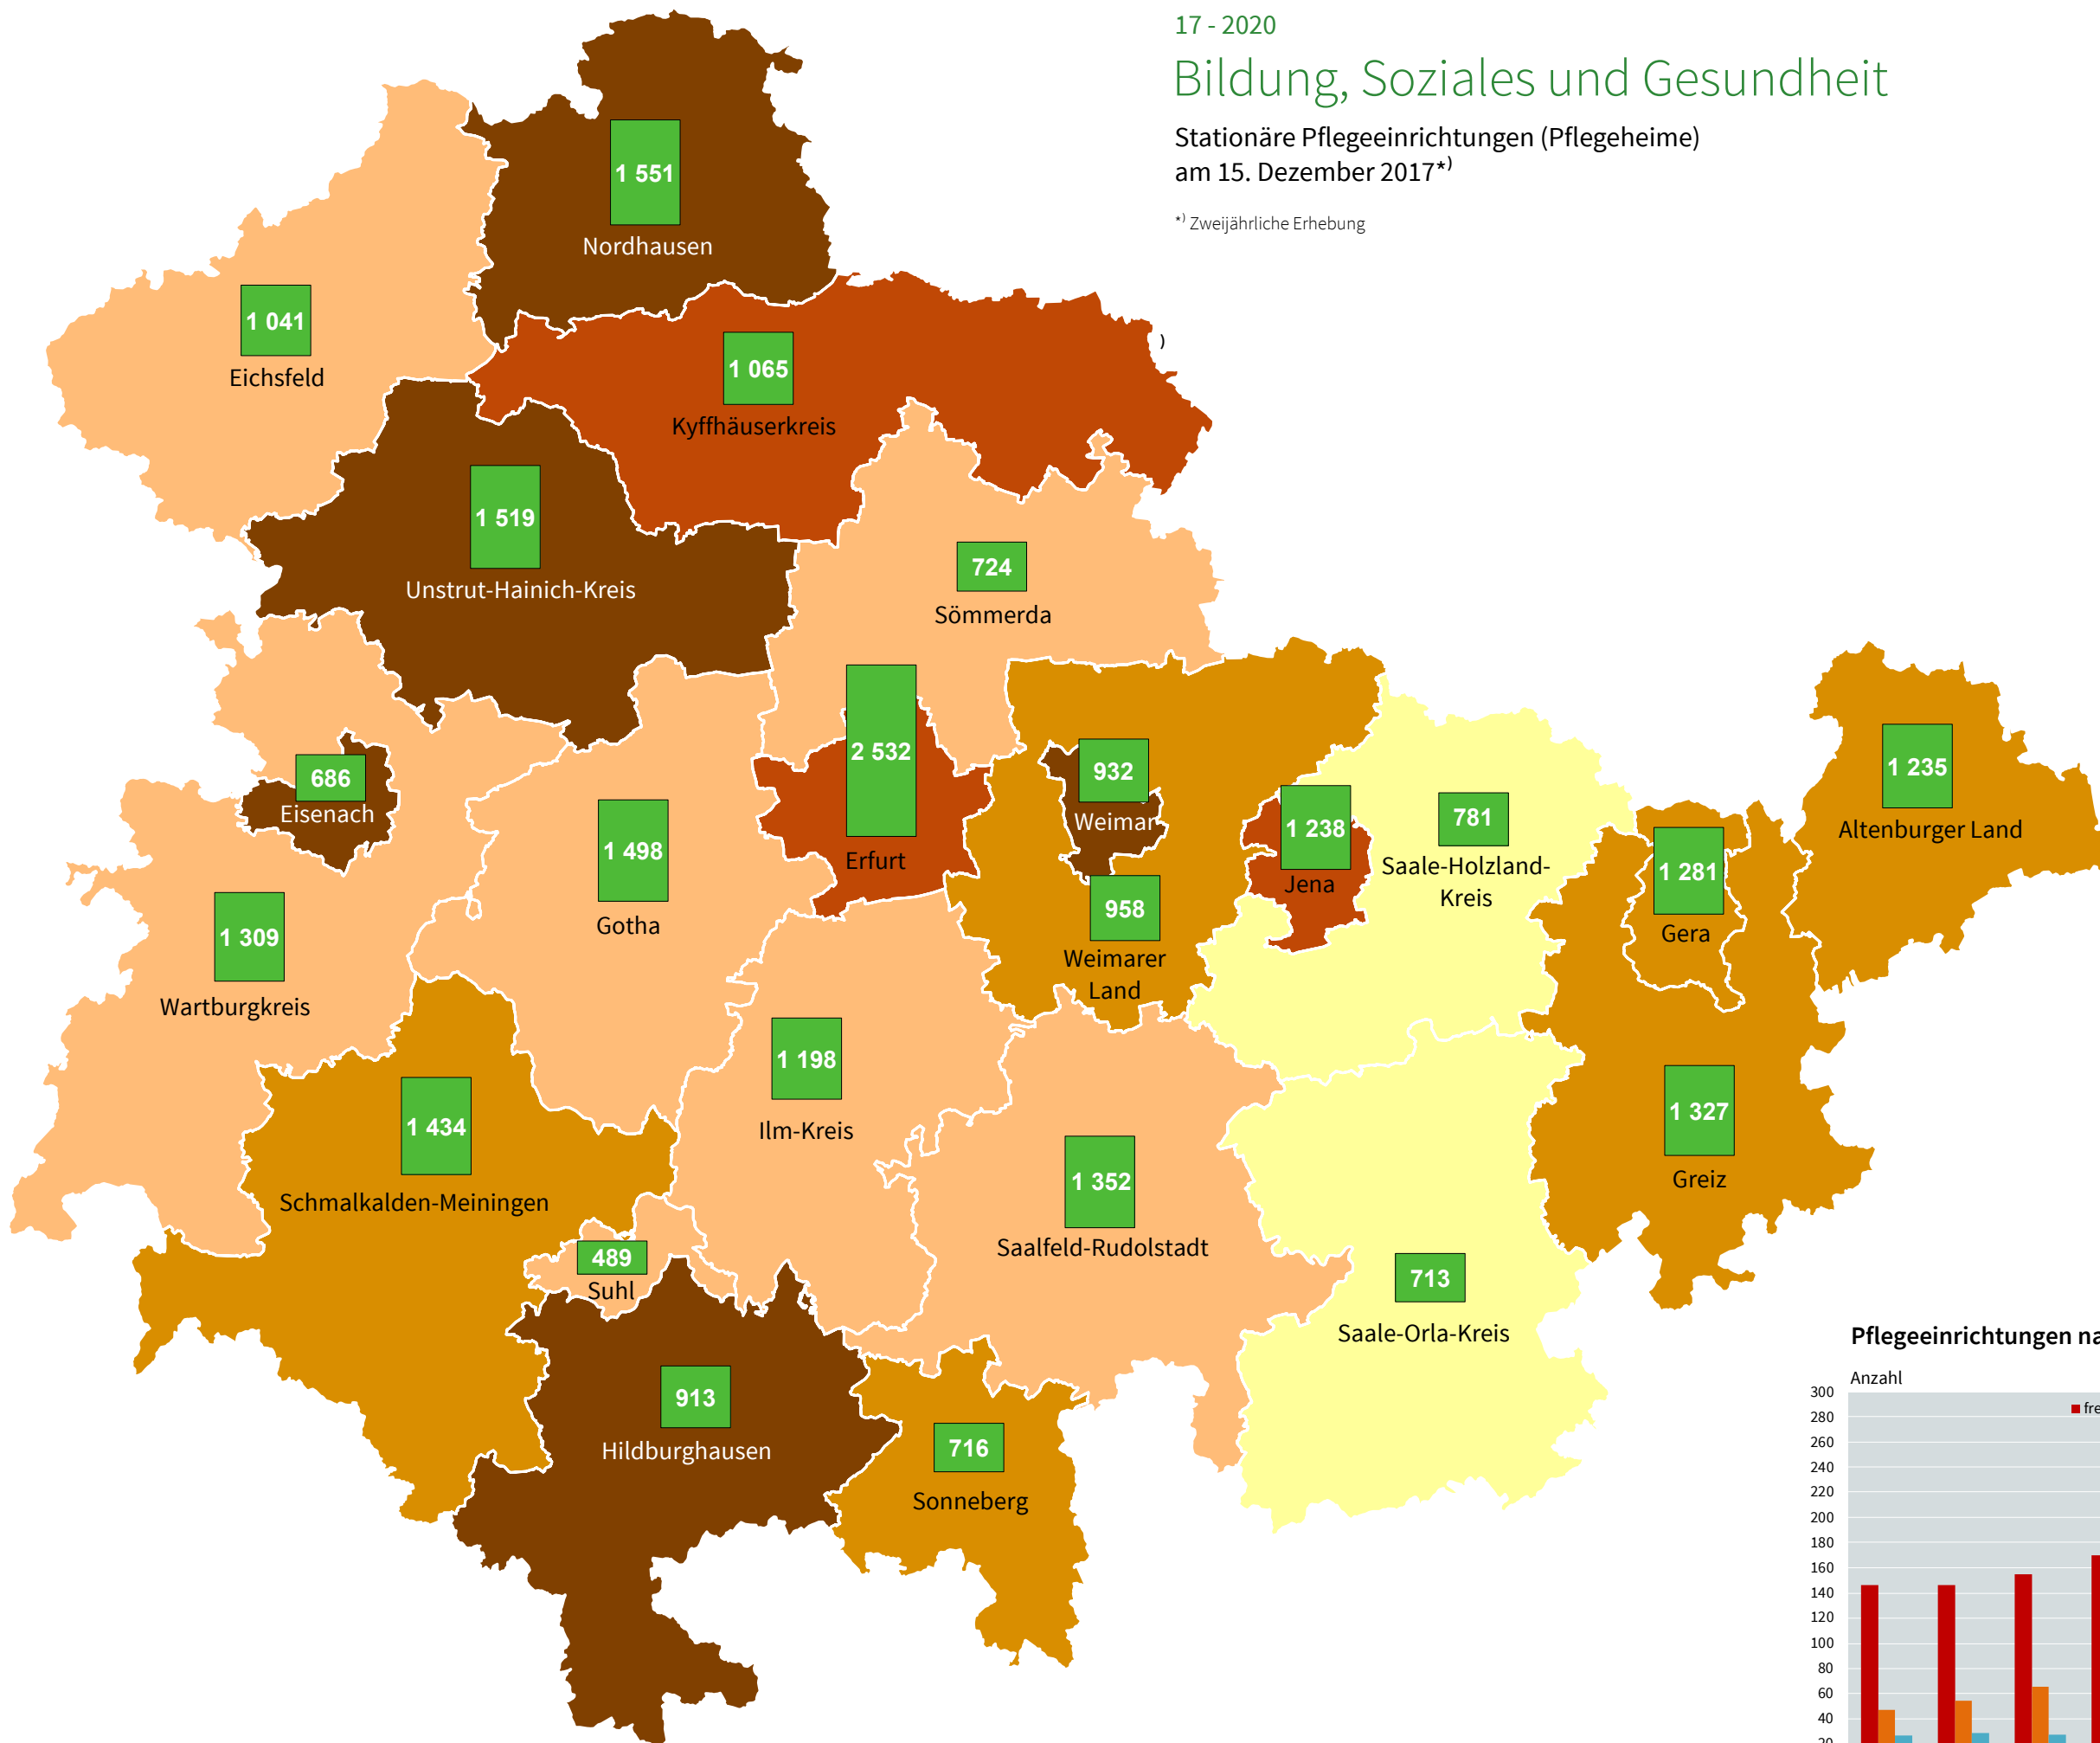 17 - 2020
Bildung, Soziales und Gesundheit
Stationäre Pflegeeinrichtungen (Pflegeheime)
am 15. Dezember 2017*)
*) Zweijährliche Erhebung
1 551
Nordhausen
1 041
Eichsfeld
)
1 065
Kyffhäuserkreis
1 519
Unstrut-Hainich-Kreis
724
Sömmerda
2 532
Erfurt
932
Weimar
686
Eisenach
1 238
Jena
781
Saale-Holzland-
Kreis
1 281
Gera
1 235
Altenburger Land
1 498
Gotha
958
Weimarer
Land
1 309
Wartburgkreis
1 198
Ilm-Kreis
1 434
Schmalkalden-Meiningen
1 327
Greiz
1 352
Saalfeld-Rudolstadt
489
Suhl
713
Saale-Orla-Kreis
913
Hildburghausen
716
Sonneberg
Pflegeeinrichtungen na
Anzahl
fre
300
280
260
240
220
200
180
160
140
120
100
80
60
40
20